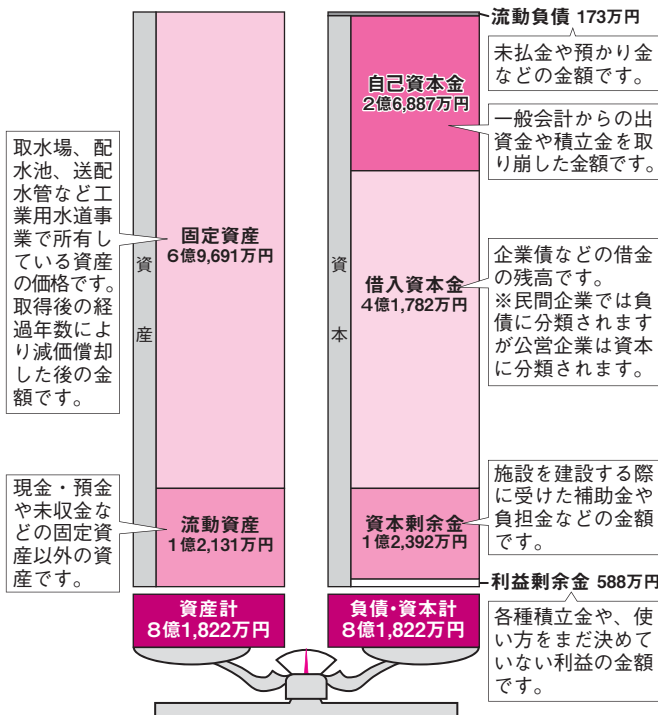 取水場、配
水池、送配
水管など工
業用水道事
業で所有し
ている資産
の価格です。
取得後の経
過年数によ
り減価償却
した後の金
額です。
現金・預金
や未収金な
どの固定資
産以外の資
産です。
資産
固定資産
6億9,691万円
流動資産
1億2,131万円
資産計
8億1,822万円
資本
自己資本金
2億6,887万円
借入資本金
4億1,782万円
資本剰余金
1億2,392万円
負債・資本計
8億1,822万円
流動負債 173万円
未払金や預かり金
などの金額です。
一般会計からの出
資金や積立金を取
り崩した金額です。
企業債などの借金
の残高です。
※民間企業では負
債に分類されます
が公営企業は資本
に分類されます。
施設を建設する際
に受けた補助金や
負担金などの金額
です。
利益剰余金 588万円
各種積立金や、使
い方をまだ決めて
いない利益の金額
です。